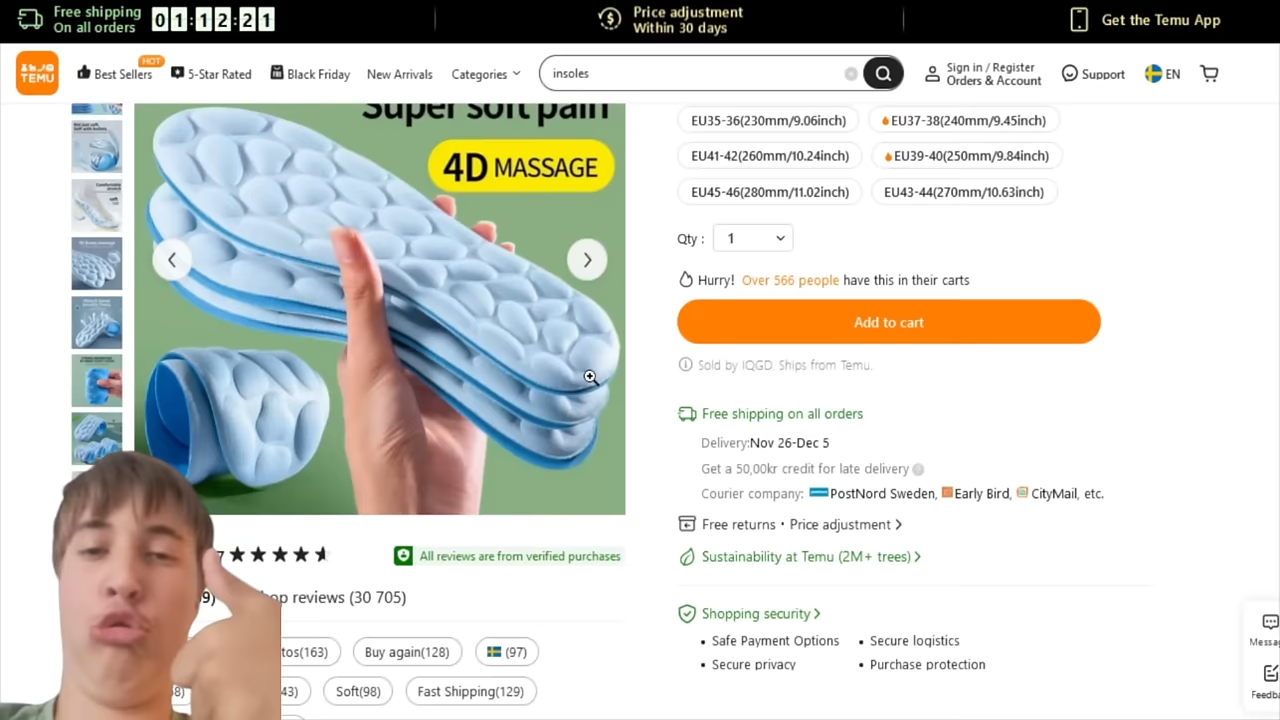 Free shipping
On all orders
01:12:21
Price adjustment
Within 30 days
Get the Temu App
TEMU
Best Sellers
HOT
5-Star Rated
Black Friday
New Arrivals
Categories
insoles
Sign in / Register
Orders & Account
Support
EN
Super soft pain
4D MASSAGE
EU35-36(230mm/9.06inch)
EU37-38(240mm/9.45inch)
EU41-42(260mm/10.24inch)
EU39-40(250mm/9.84inch)
EU45-46(280mm/11.02inch)
EU43-44(270mm/10.63inch)
Qty :
1
Hurry! Over 566 people have this in their carts
Add to cart
Sold by IQGD. Ships from Temu.
Free shipping on all orders
Delivery:Nov 26-Dec 5
Get a 50,00kr credit for late delivery
Courier company: PostNord Sweden, Early Bird, CityMail, etc.
Free returns · Price adjustment
Sustainability at Temu (2M+ trees)
Shopping security
• Safe Payment Options
• Secure logistics
• Secure privacy
• Purchase protection
All reviews are from verified purchases
reviews (30 705)
(163)
Buy again(128)
(97)
Soft(98)
Fast Shipping(129)